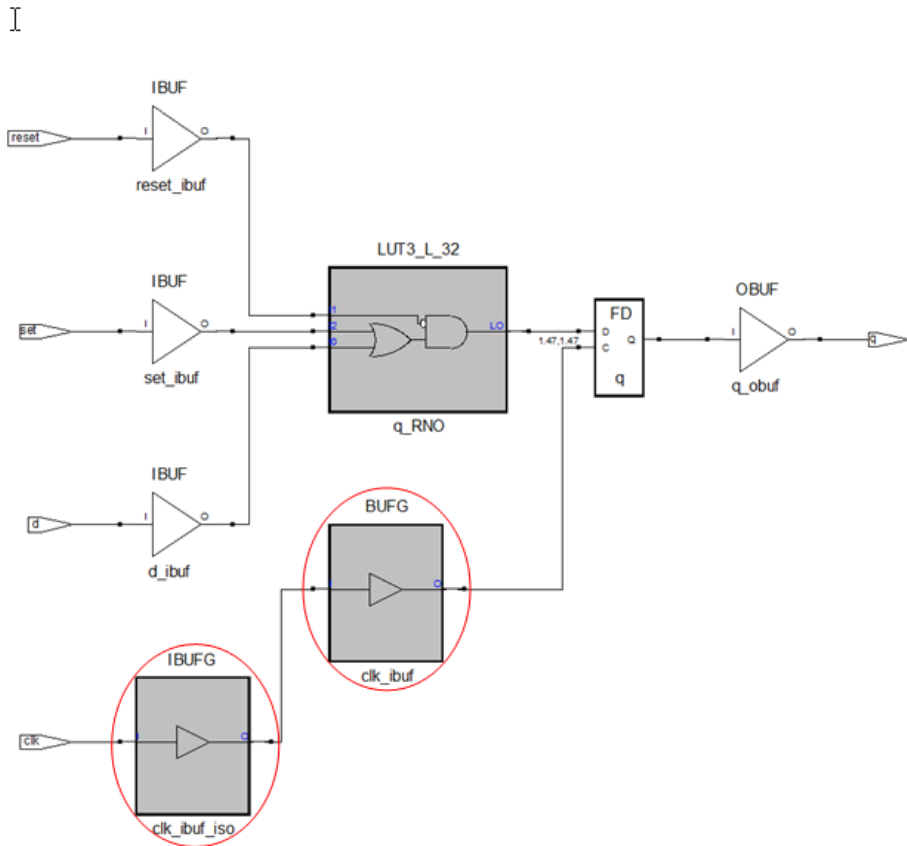 IBUF
reset
I
O
reset_ibuf
LUT3_L_32
IBUF
set
I
O
set_ibuf
1
2
0
LO
q_RNO
1.47,1.47
FD
D
C
Q
q
OBUF
I
O
q
q_obuf
IBUF
d
I
O
d_ibuf
BUFG
I
O
clk_ibuf
IBUFG
clk
I
O
clk_ibuf_iso